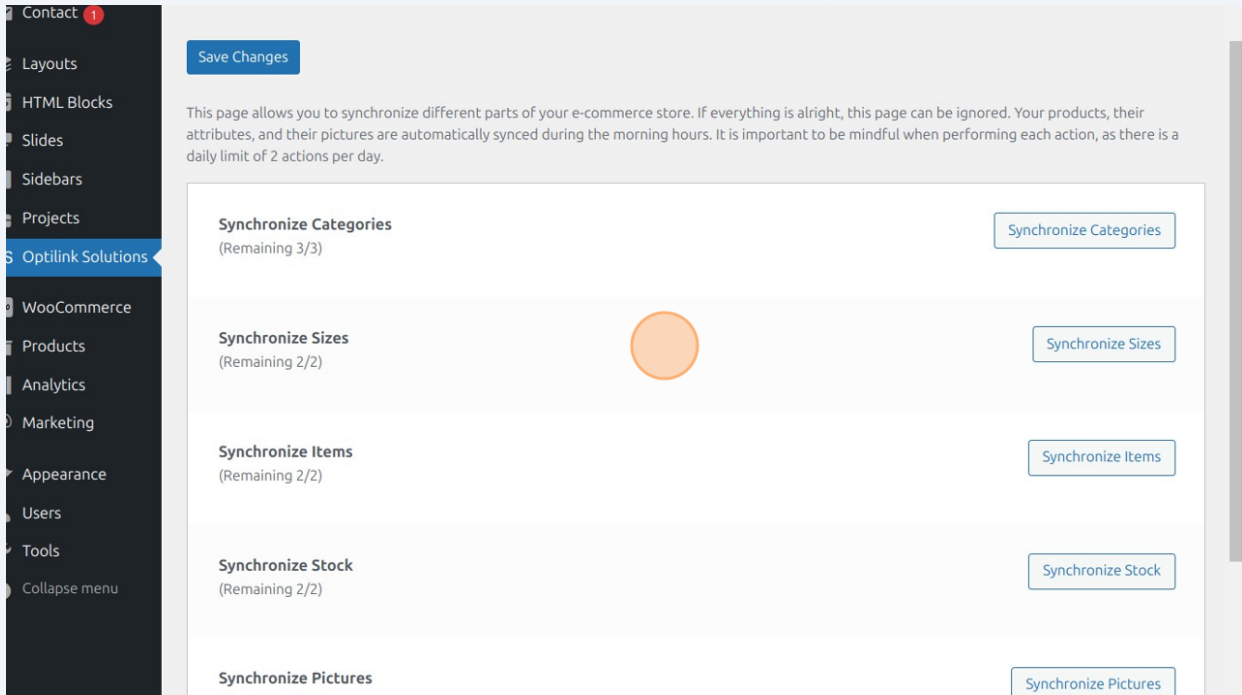 Contact 1
Layouts
HTML Blocks
Slides
Sidebars
Projects
Optilink Solutions
WooCommerce
Products
Analytics
Marketing
Appearance
Users
Tools
Collapse menu
Save Changes
This page allows you to synchronize different parts of your e-commerce store. If everything is alright, this page can be ignored. Your products, their
attributes, and their pictures are automatically synced during the morning hours. It is important to be mindful when performing each action, as there is a
daily limit of 2 actions per day.
Synchronize Categories
(Remaining 3/3)
Synchronize Categories
Synchronize Sizes
(Remaining 2/2)
Synchronize Sizes
Synchronize Items
(Remaining 2/2)
Synchronize Items
Synchronize Stock
(Remaining 2/2)
Synchronize Stock
Synchronize Pictures
Synchronize Pictures